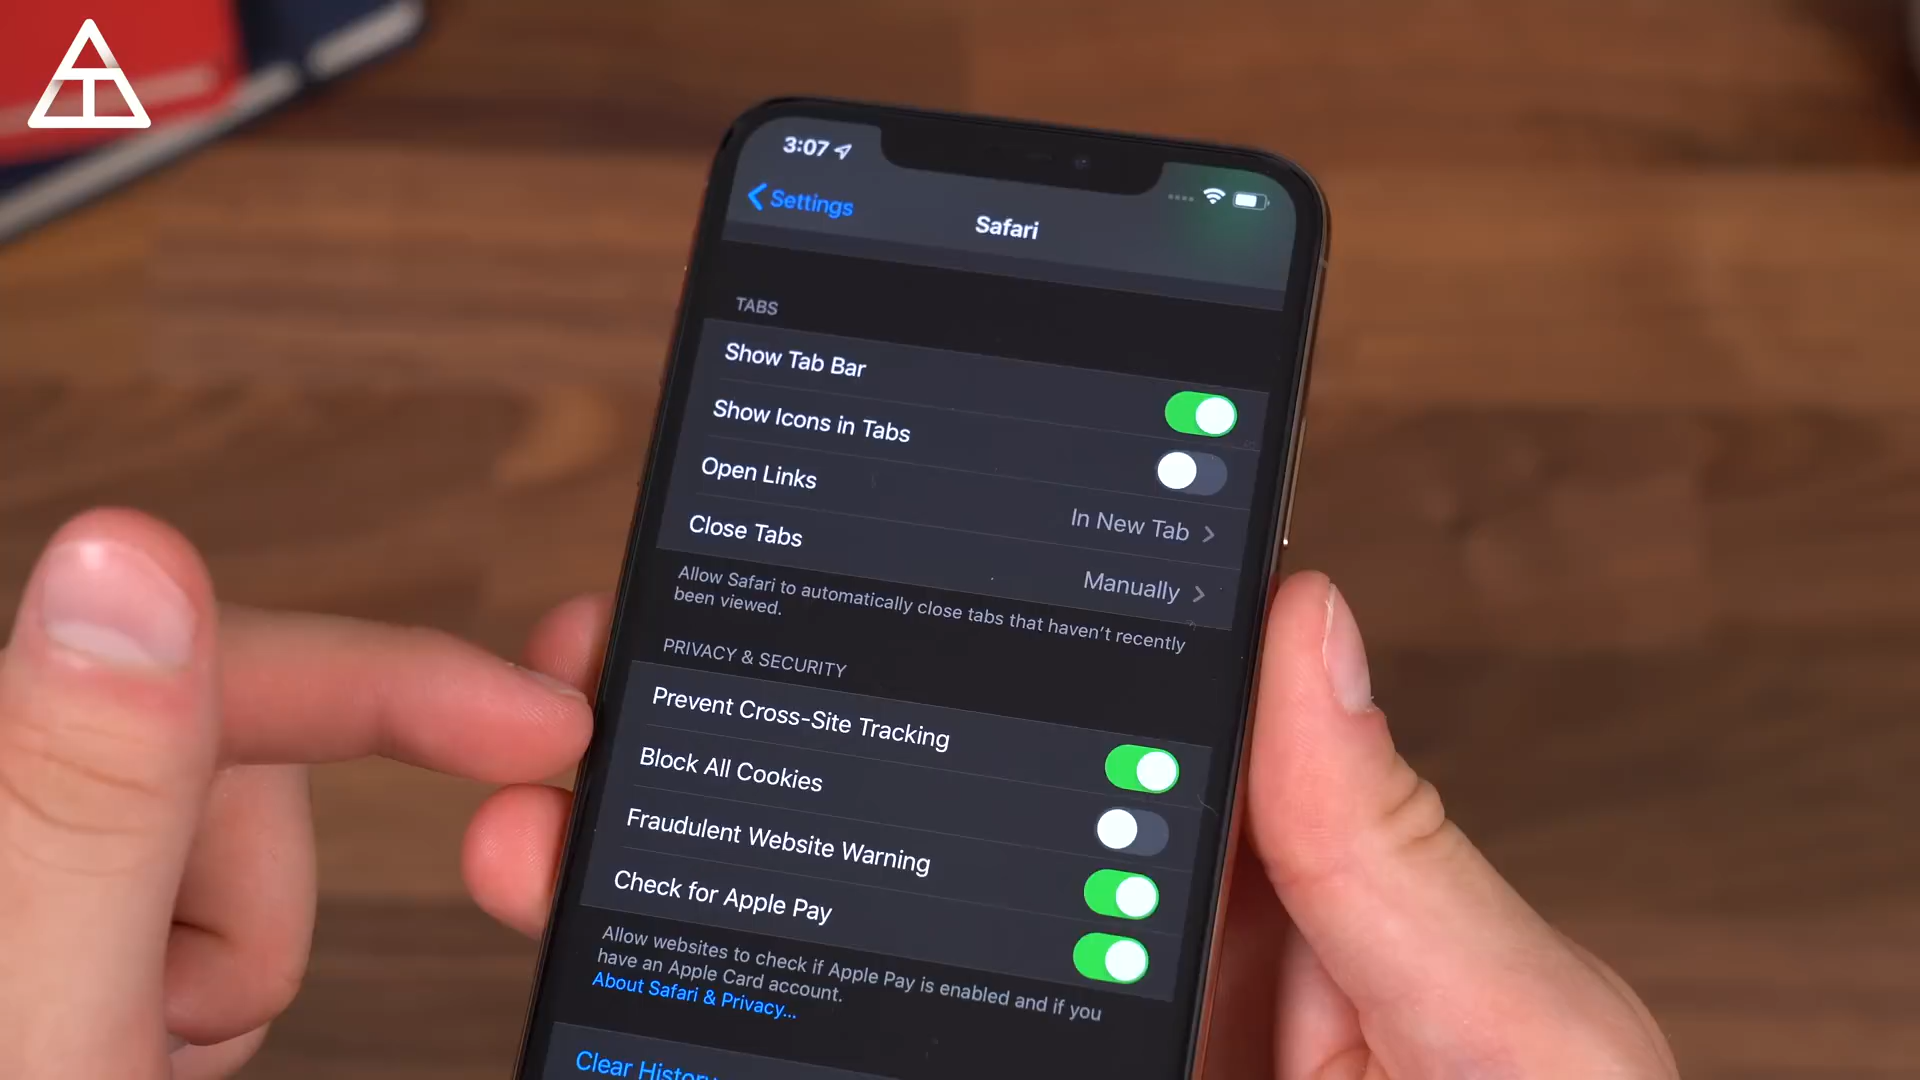 3:07
Settings
Safari
TABS
Show Tab Bar
Show Icons in Tabs
Open Links
In New Tab
Close Tabs
Manually
Allow Safari to automatically close tabs that haven't recently
been viewed.
PRIVACY & SECURITY
Prevent Cross-Site Tracking
Block All Cookies
Fraudulent Website Warning
Check for Apple Pay
Allow websites to check if Apple Pay is enabled and if you
have an Apple Card account.
About Safari & Privacy...
Clear History